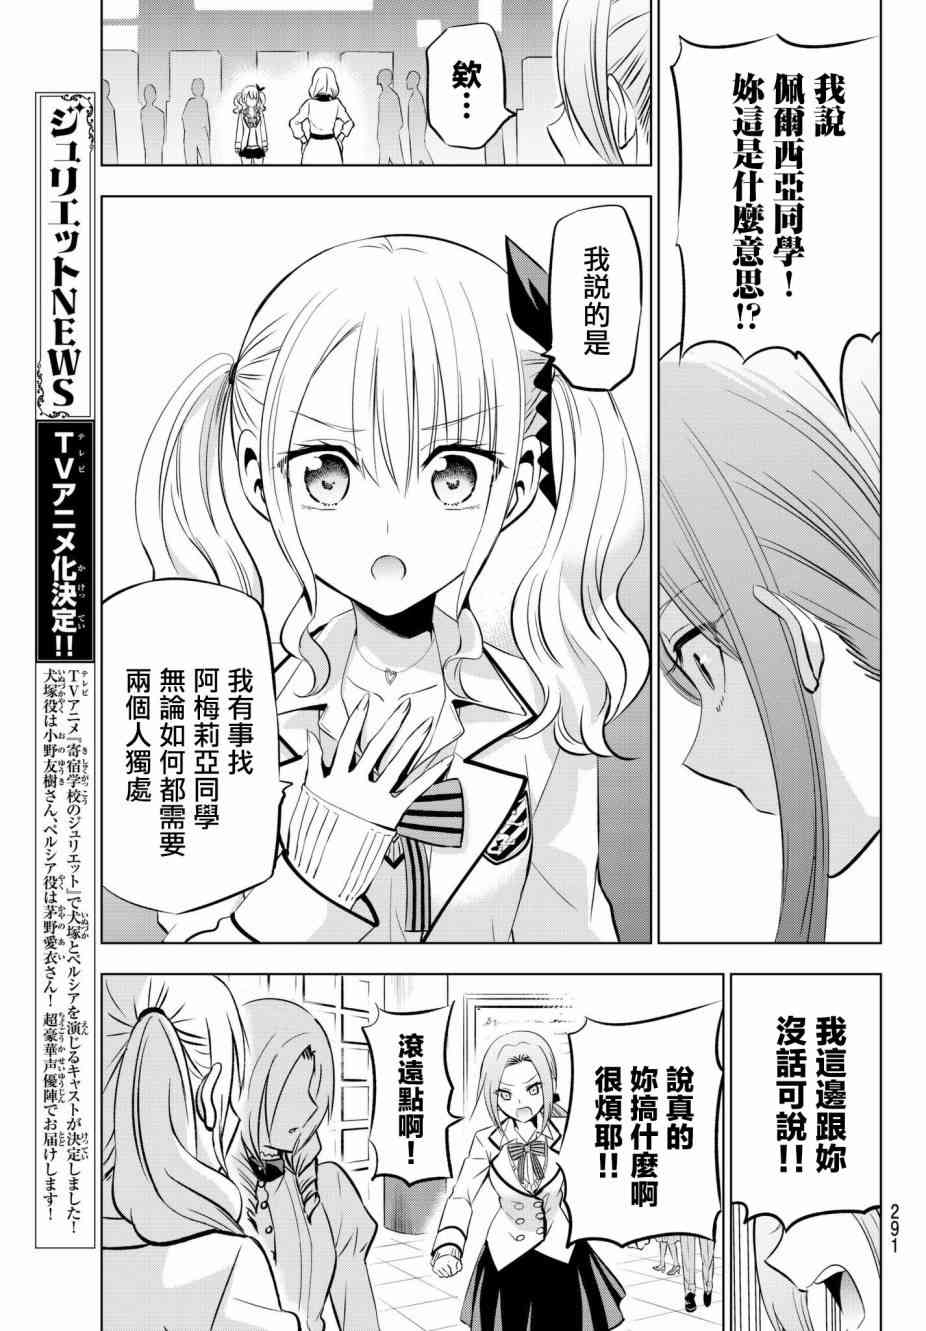 我說
佩爾西亞同學！
妳這是什麼意思!?
欸…
我說的是
我有事找
阿梅莉亞同學
無論如何都需要
兩個人獨處
我這邊跟妳
沒話可說!!
說真的
妳搞什麼啊
很煩耶!!
滾遠點啊！
ジュリエットNEWS
TVアニメ化決定!!
TVアニメ『寄宿学校のジュリエット』で犬塚とペルシアを演じるキャストが決定しました！
犬塚役は小野友樹さん、ペルシア役は茅野愛衣さん！超豪華声優陣でお届けします！
291